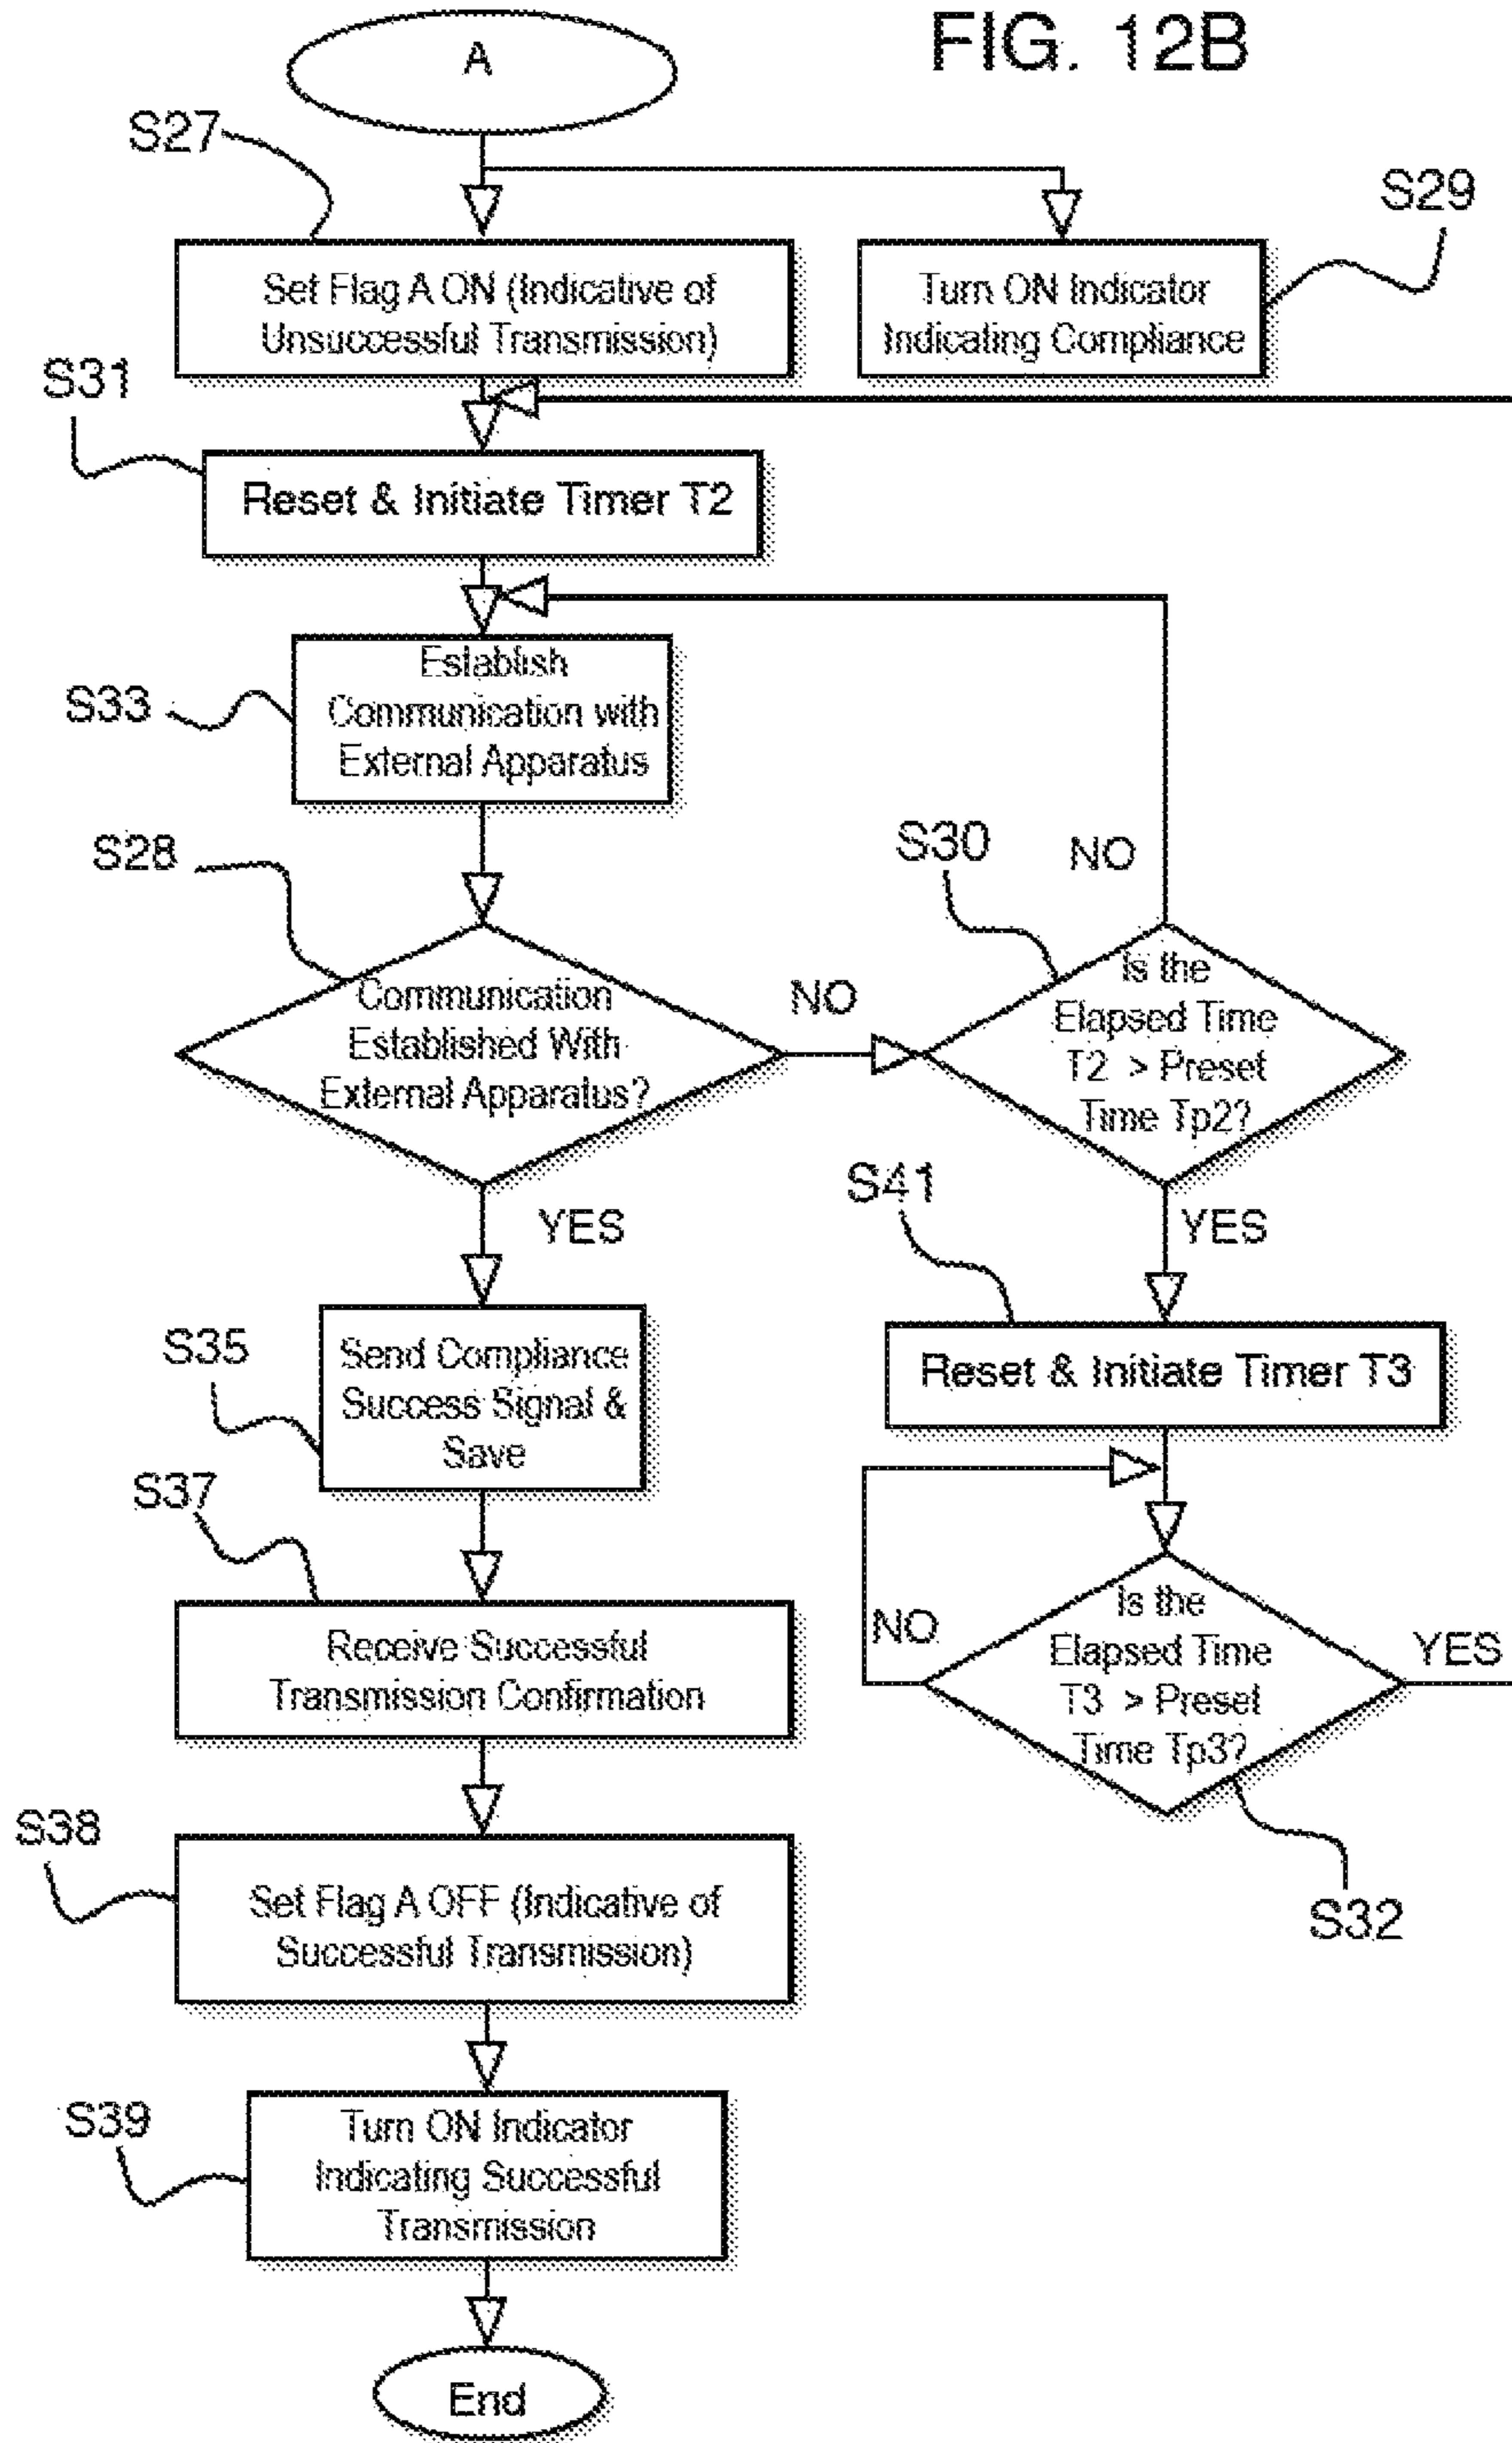 FIG. 12B
A
S27
S29
Set Flag A ON (Indicative of
Unsuccessful Transmission)
Turn ON Indicator
Indicating Compliance
S31
Reset & Initiate Timer T2
S33
Establish
Communication with
External Apparatus
S28
S30
NO
Communication
Established With
External Apparatus?
NO
Is the
Elapsed Time
T2 > Preset
Time Tp2?
YES
S41
YES
S35
Send Compliance
Success Signal &
Save
Reset & Initiate Timer T3
S37
Receive Successful
Transmission Confirmation
NO
Is the
Elapsed Time
T3 > Preset
Time Tp3?
YES
S38
Set Flag A OFF (Indicative of
Successful Transmission)
S32
S39
Turn ON Indicator
Indicating Successful
Transmission
End